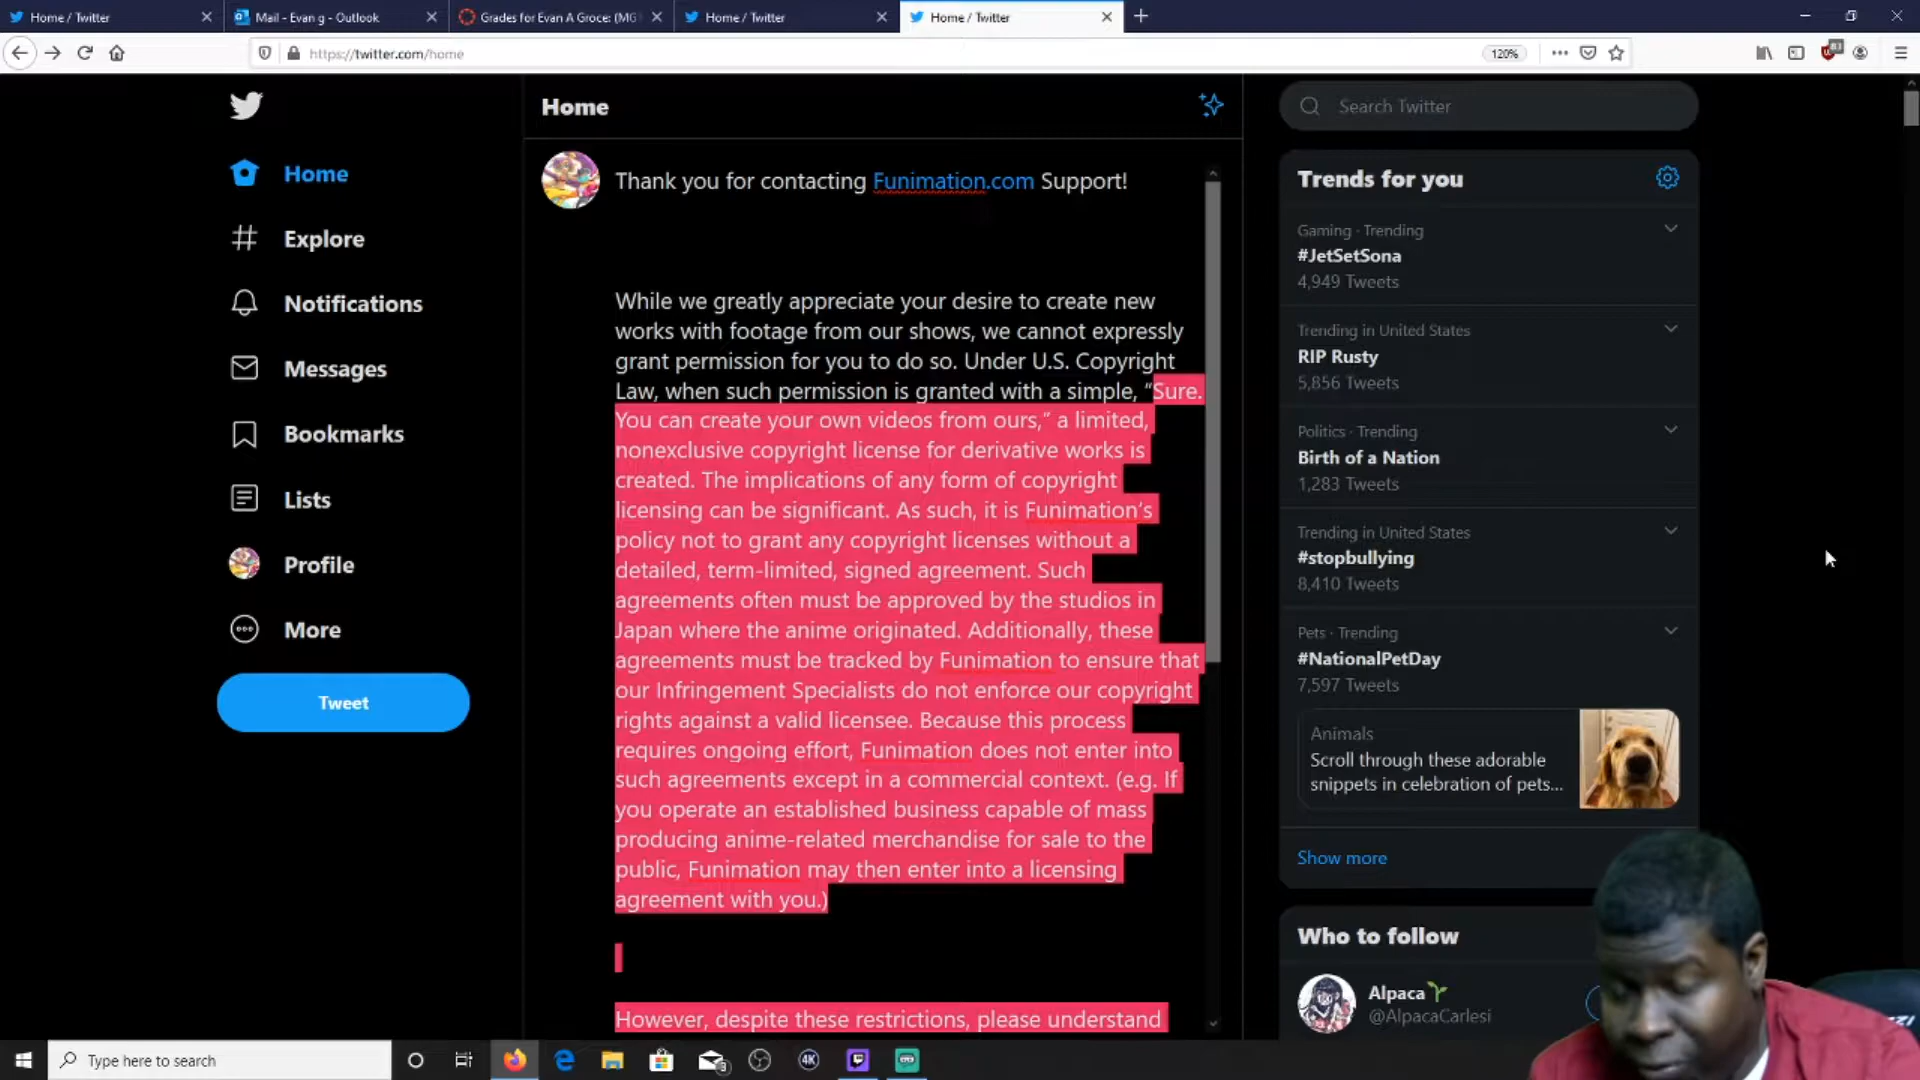 Home / Twitter
Mail - Evan g - Outlook
Grades for Evan A Groce: (MG
Home / Twitter
Home / Twitter
https://twitter.com/home
120%
Home
Search Twitter
Home
Explore
Notifications
Messages
Bookmarks
Lists
Profile
More
Tweet
Thank you for contacting Funimation.com Support!
While we greatly appreciate your desire to create new
works with footage from our shows, we cannot expressly
grant permission for you to do so. Under U.S. Copyright
Law, when such permission is granted with a simple, “Sure.
You can create your own videos from ours,” a limited,
nonexclusive copyright license for derivative works is
created. The implications of any form of copyright
licensing can be significant. As such, it is Funimation’s
policy not to grant any copyright licenses without a
detailed, term-limited, signed agreement. Such
agreements often must be approved by the studios in
Japan where the anime originated. Additionally, these
agreements must be tracked by Funimation to ensure that
our Infringement Specialists do not enforce our copyright
rights against a valid licensee. Because this process
requires ongoing effort, Funimation does not enter into
such agreements except in a commercial context. (e.g. If
you operate an established business capable of mass
producing anime-related merchandise for sale to the
public, Funimation may then enter into a licensing
agreement with you.)
However, despite these restrictions, please understand
Trends for you
Gaming · Trending
#JetSetSona
4,949 Tweets
Trending in United States
RIP Rusty
5,856 Tweets
Politics · Trending
Birth of a Nation
1,283 Tweets
Trending in United States
#stopbullying
8,410 Tweets
Pets · Trending
#NationalPetDay
7,597 Tweets
Animals
Scroll through these adorable
snippets in celebration of pets...
Show more
Who to follow
Alpaca
@AlpacaCarlesi
Type here to search
4K